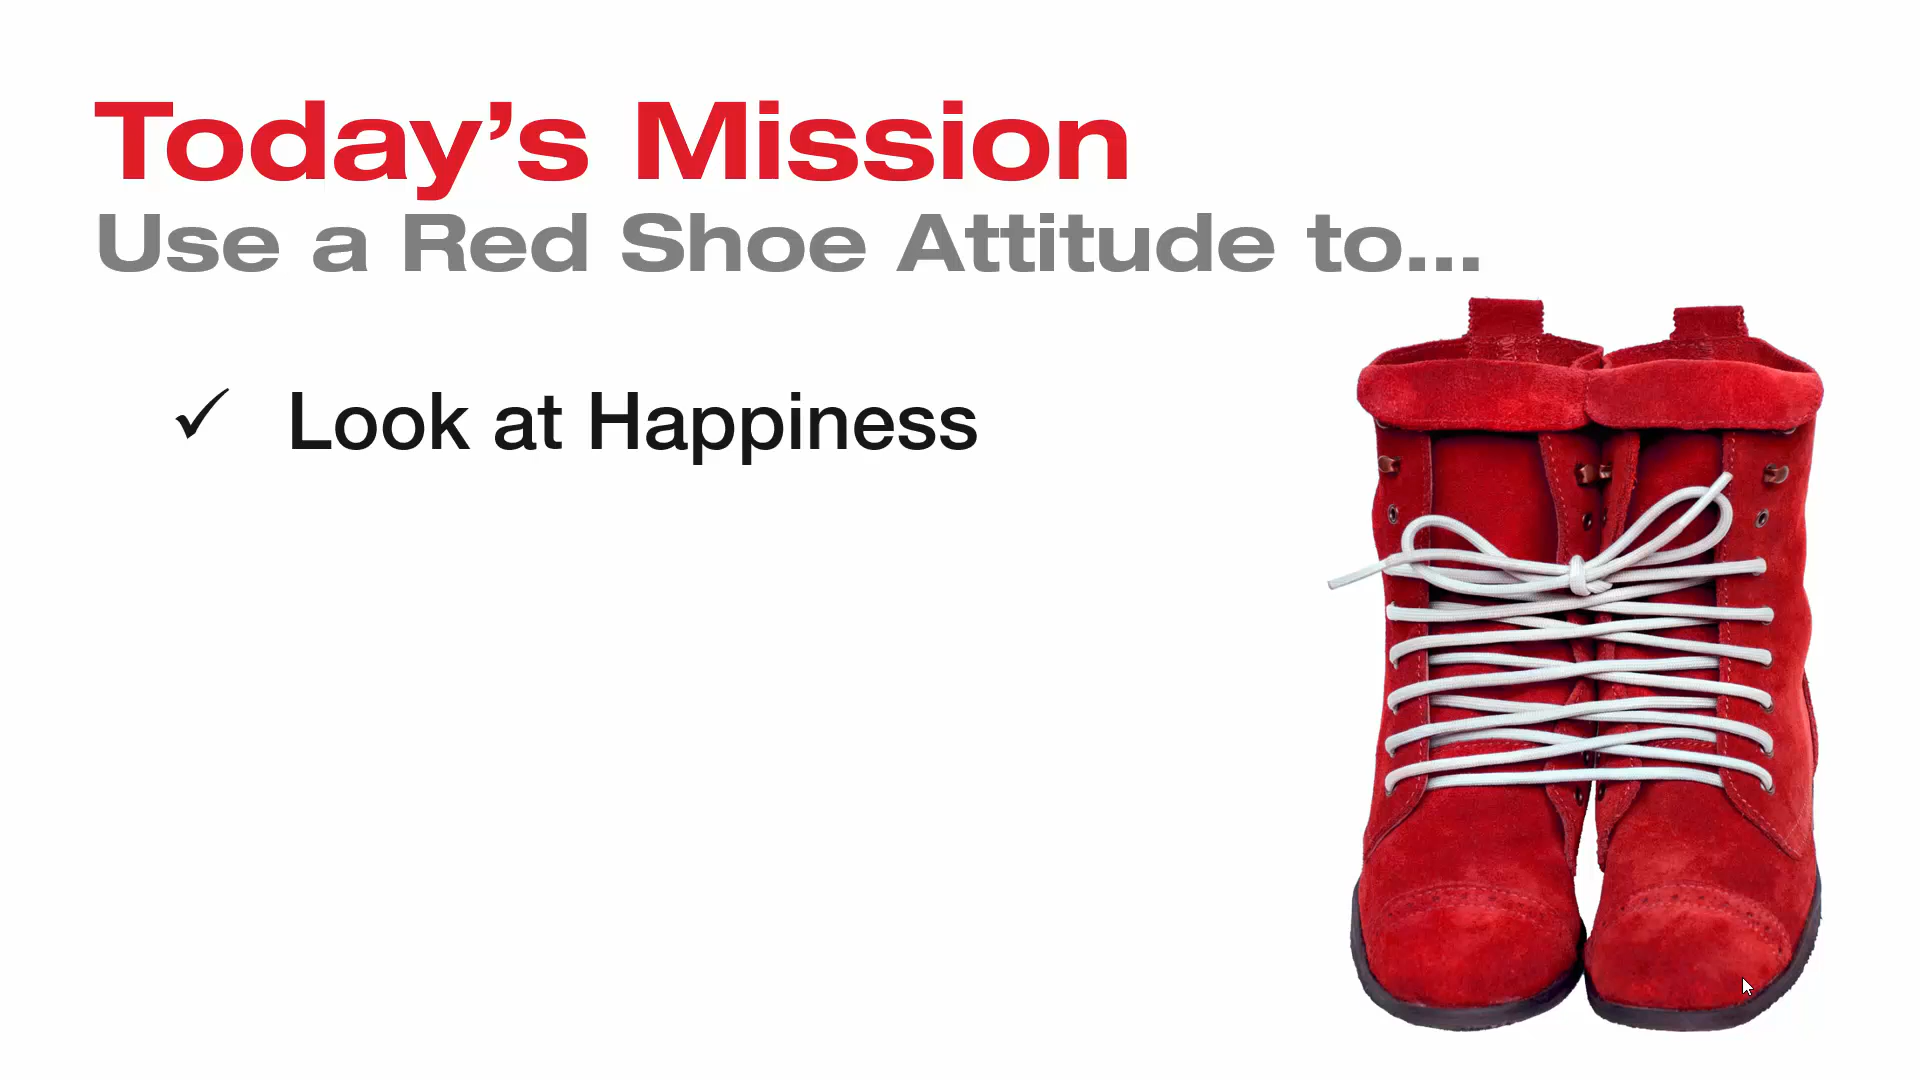 Today’s Mission
Use a Red Shoe Attitude to...
✓ Look at Happiness